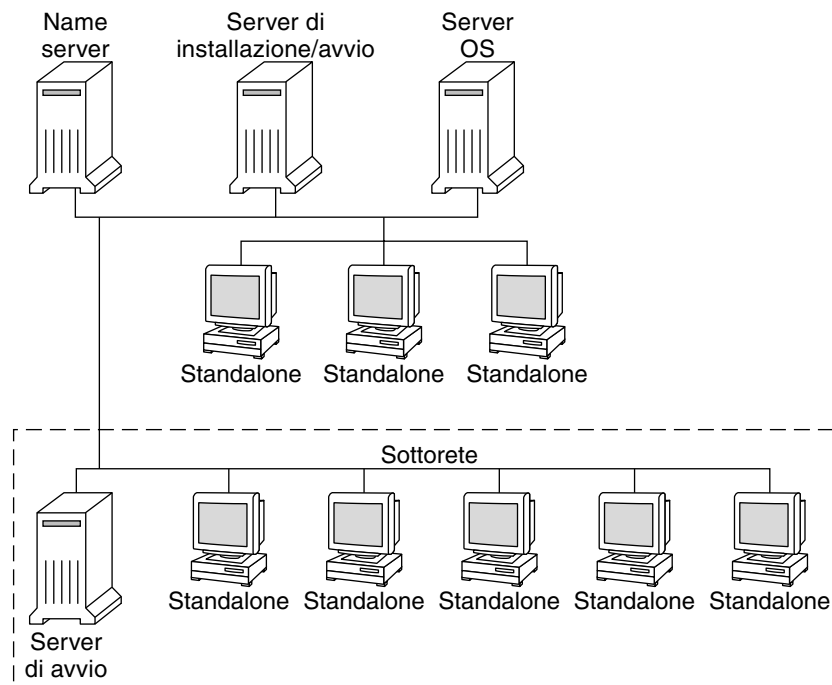 Name
server
Server di
installazione/avvio
Server
OS
Standalone
Standalone
Standalone
Sottorete
Standalone
Standalone
Standalone
Standalone
Standalone
Server
di avvio